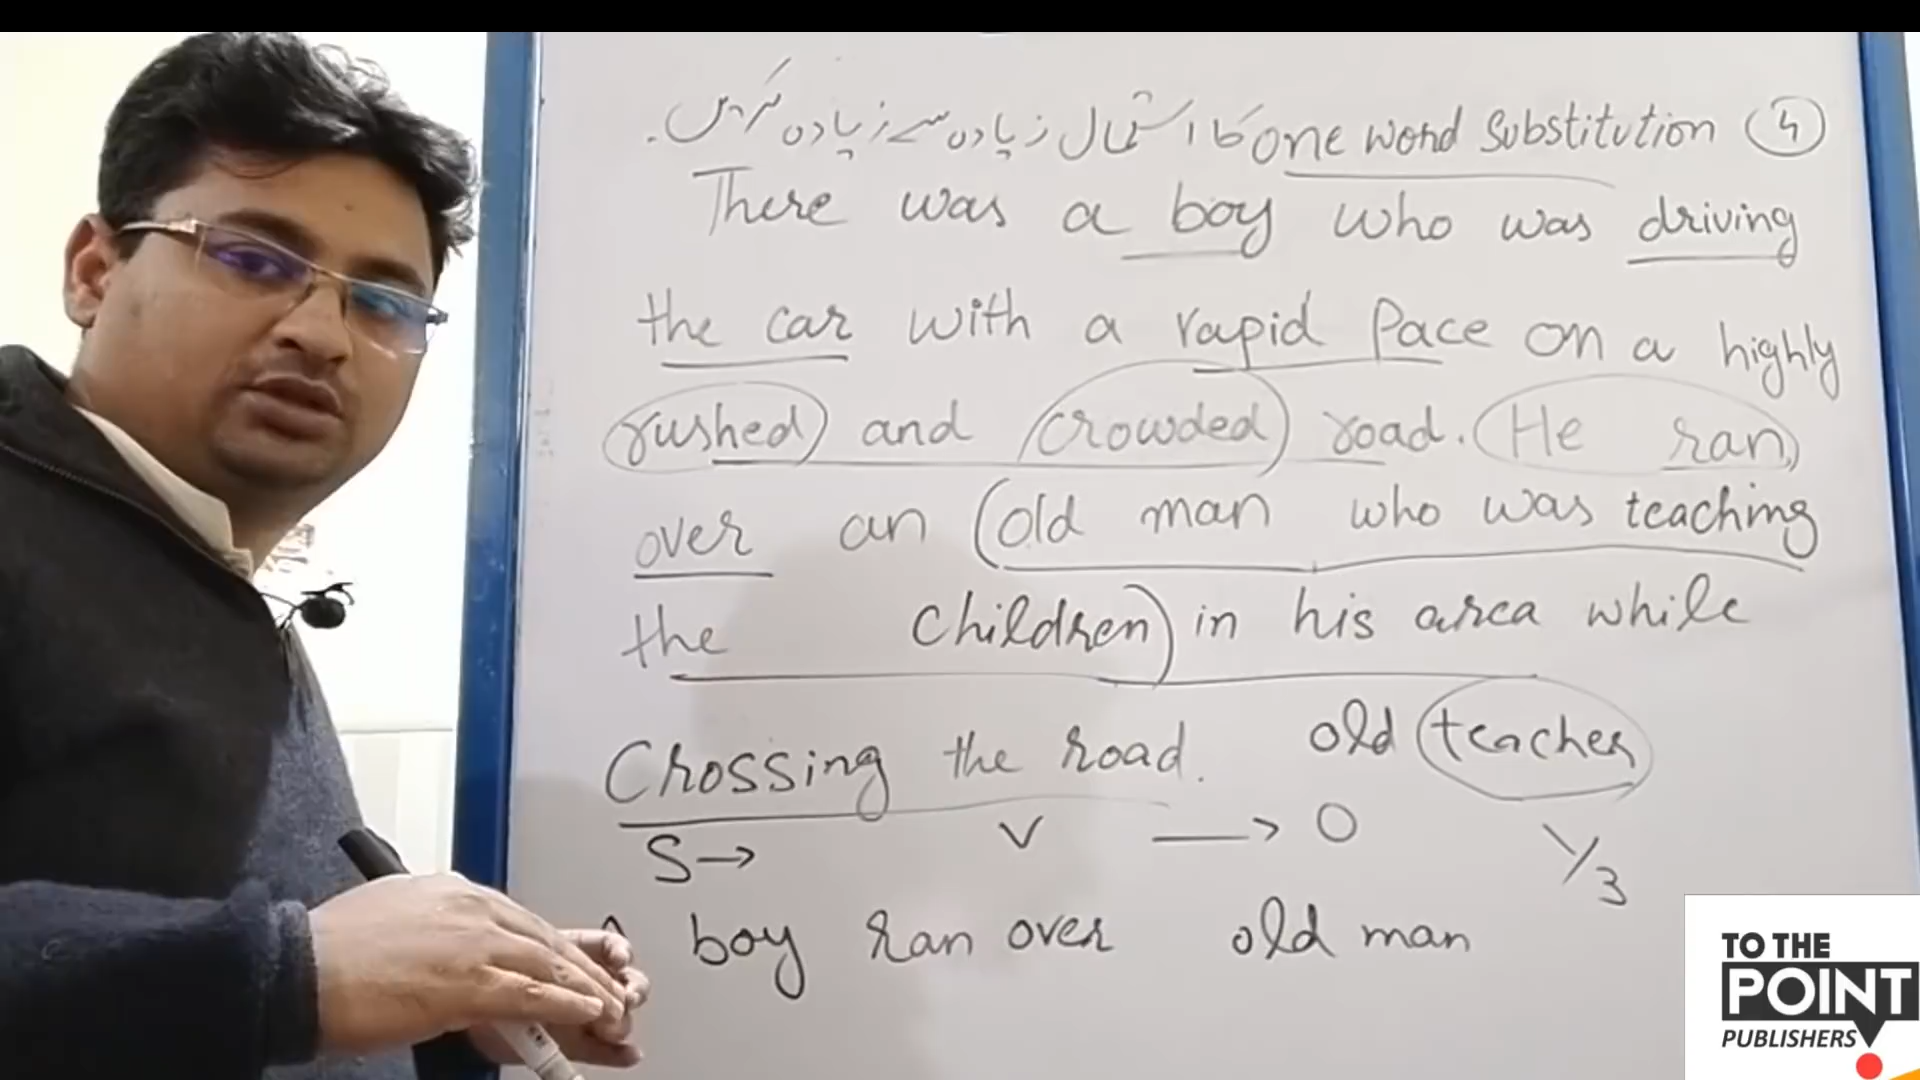 ④ one word Substitution کا استعمال زیادہ سے زیادہ کریں۔
There was a boy who was driving
the car with a rapid Pace on a highly
rushed and crowded road. He ran
over an old man who was teaching
the children in his area while
Crossing the road. old teacher
S→ V → O 1/3
boy ran over old man
TO THE
POINT
PUBLISHERS